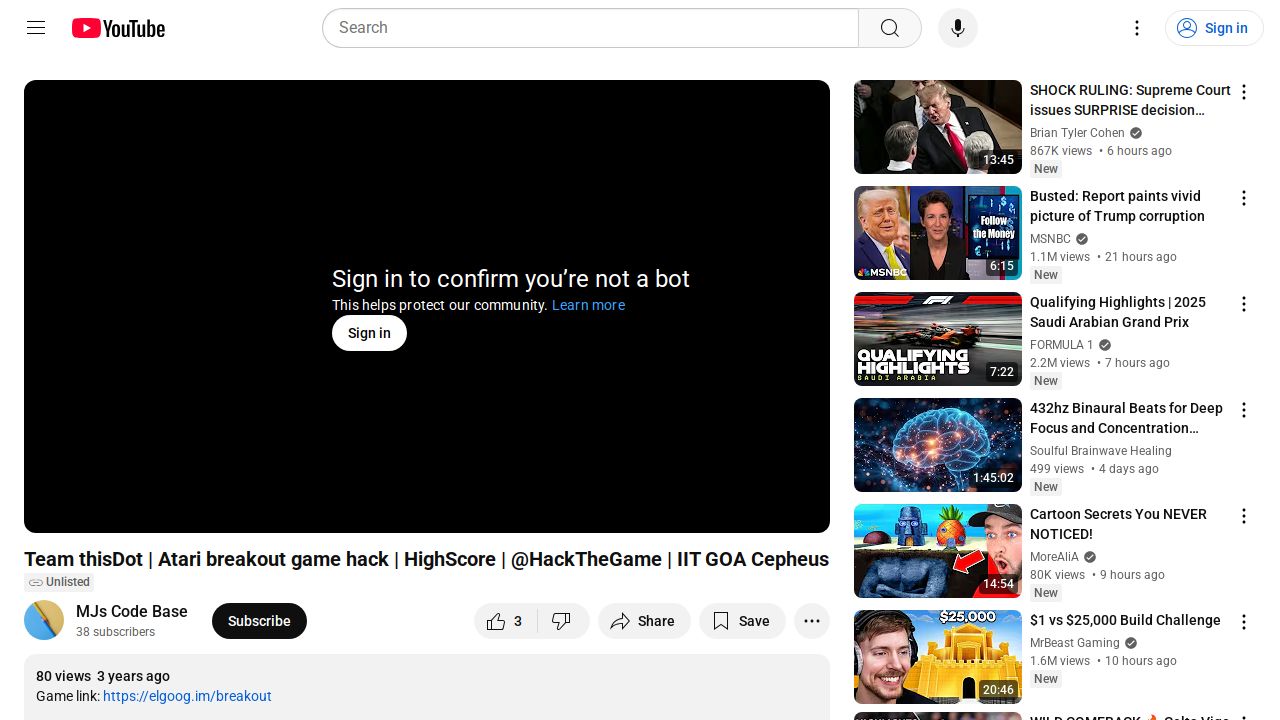 YouTube
Search
Sign in
Sign in to confirm you’re not a bot
This helps protect our community. Learn more
Sign in
Team thisDot | Atari breakout game hack | HighScore | @HackTheGame | IIT GOA Cepheus
Unlisted
MJs Code Base
38 subscribers
Subscribe
3
Share
Save
80 views 3 years ago
Game link: https://elgoog.im/breakout
13:45
SHOCK RULING: Supreme Court
issues SURPRISE decision…
Brian Tyler Cohen
867K views • 6 hours ago
New
Follow
the Money
MSNBC
6:15
Busted: Report paints vivid
picture of Trump corruption
MSNBC
1.1M views • 21 hours ago
New
F1
QUALIFYING
HIGHLIGHTS
SAUDI ARABIA
7:22
Qualifying Highlights | 2025
Saudi Arabian Grand Prix
FORMULA 1
2.2M views • 7 hours ago
New
1:45:02
432hz Binaural Beats for Deep
Focus and Concentration…
Soulful Brainwave Healing
499 views • 4 days ago
New
14:54
Cartoon Secrets You NEVER
NOTICED!
MoreAliA
80K views • 9 hours ago
New
$25,000
20:46
$1 vs $25,000 Build Challenge
MrBeast Gaming
1.6M views • 10 hours ago
New